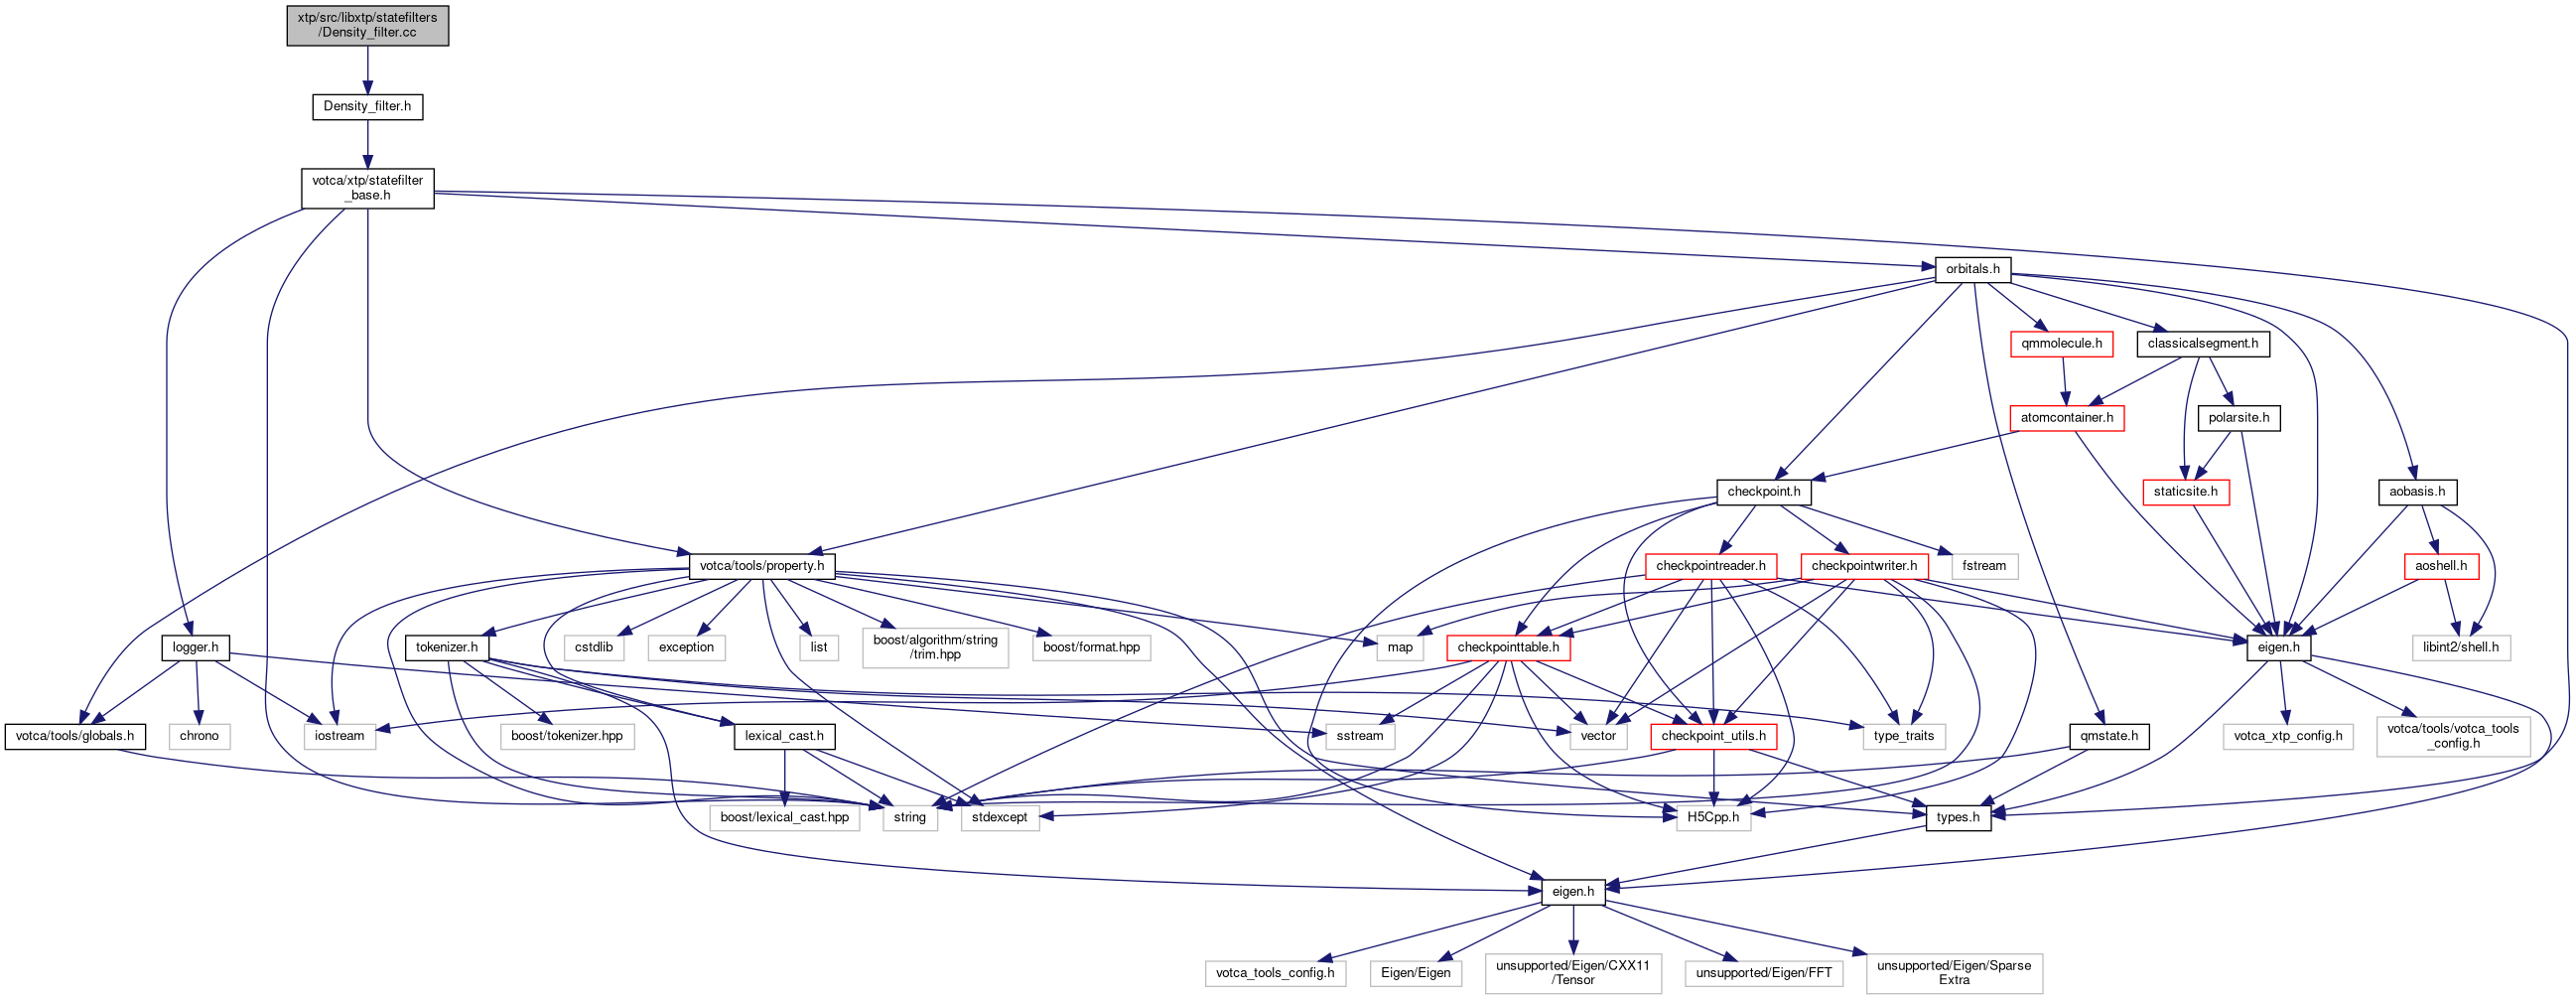 xtp/src/libxtp/statefilters
/Density_filter.cc
Density_filter.h
votca/xtp/statefilter
_base.h
orbitals.h
qmmolecule.h
classicalsegment.h
atomcontainer.h
polarsite.h
checkpoint.h
staticsite.h
aobasis.h
votca/tools/property.h
checkpointreader.h
checkpointwriter.h
fstream
aoshell.h
logger.h
tokenizer.h
cstdlib
exception
list
boost/algorithm/string
/trim.hpp
boost/format.hpp
map
checkpointtable.h
eigen.h
libint2/shell.h
votca/tools/globals.h
chrono
iostream
boost/tokenizer.hpp
lexical_cast.h
sstream
vector
checkpoint_utils.h
type_traits
qmstate.h
votca_xtp_config.h
votca/tools/votca_tools
_config.h
boost/lexical_cast.hpp
string
stdexcept
H5Cpp.h
types.h
eigen.h
votca_tools_config.h
Eigen/Eigen
unsupported/Eigen/CXX11
/Tensor
unsupported/Eigen/FFT
unsupported/Eigen/Sparse
Extra